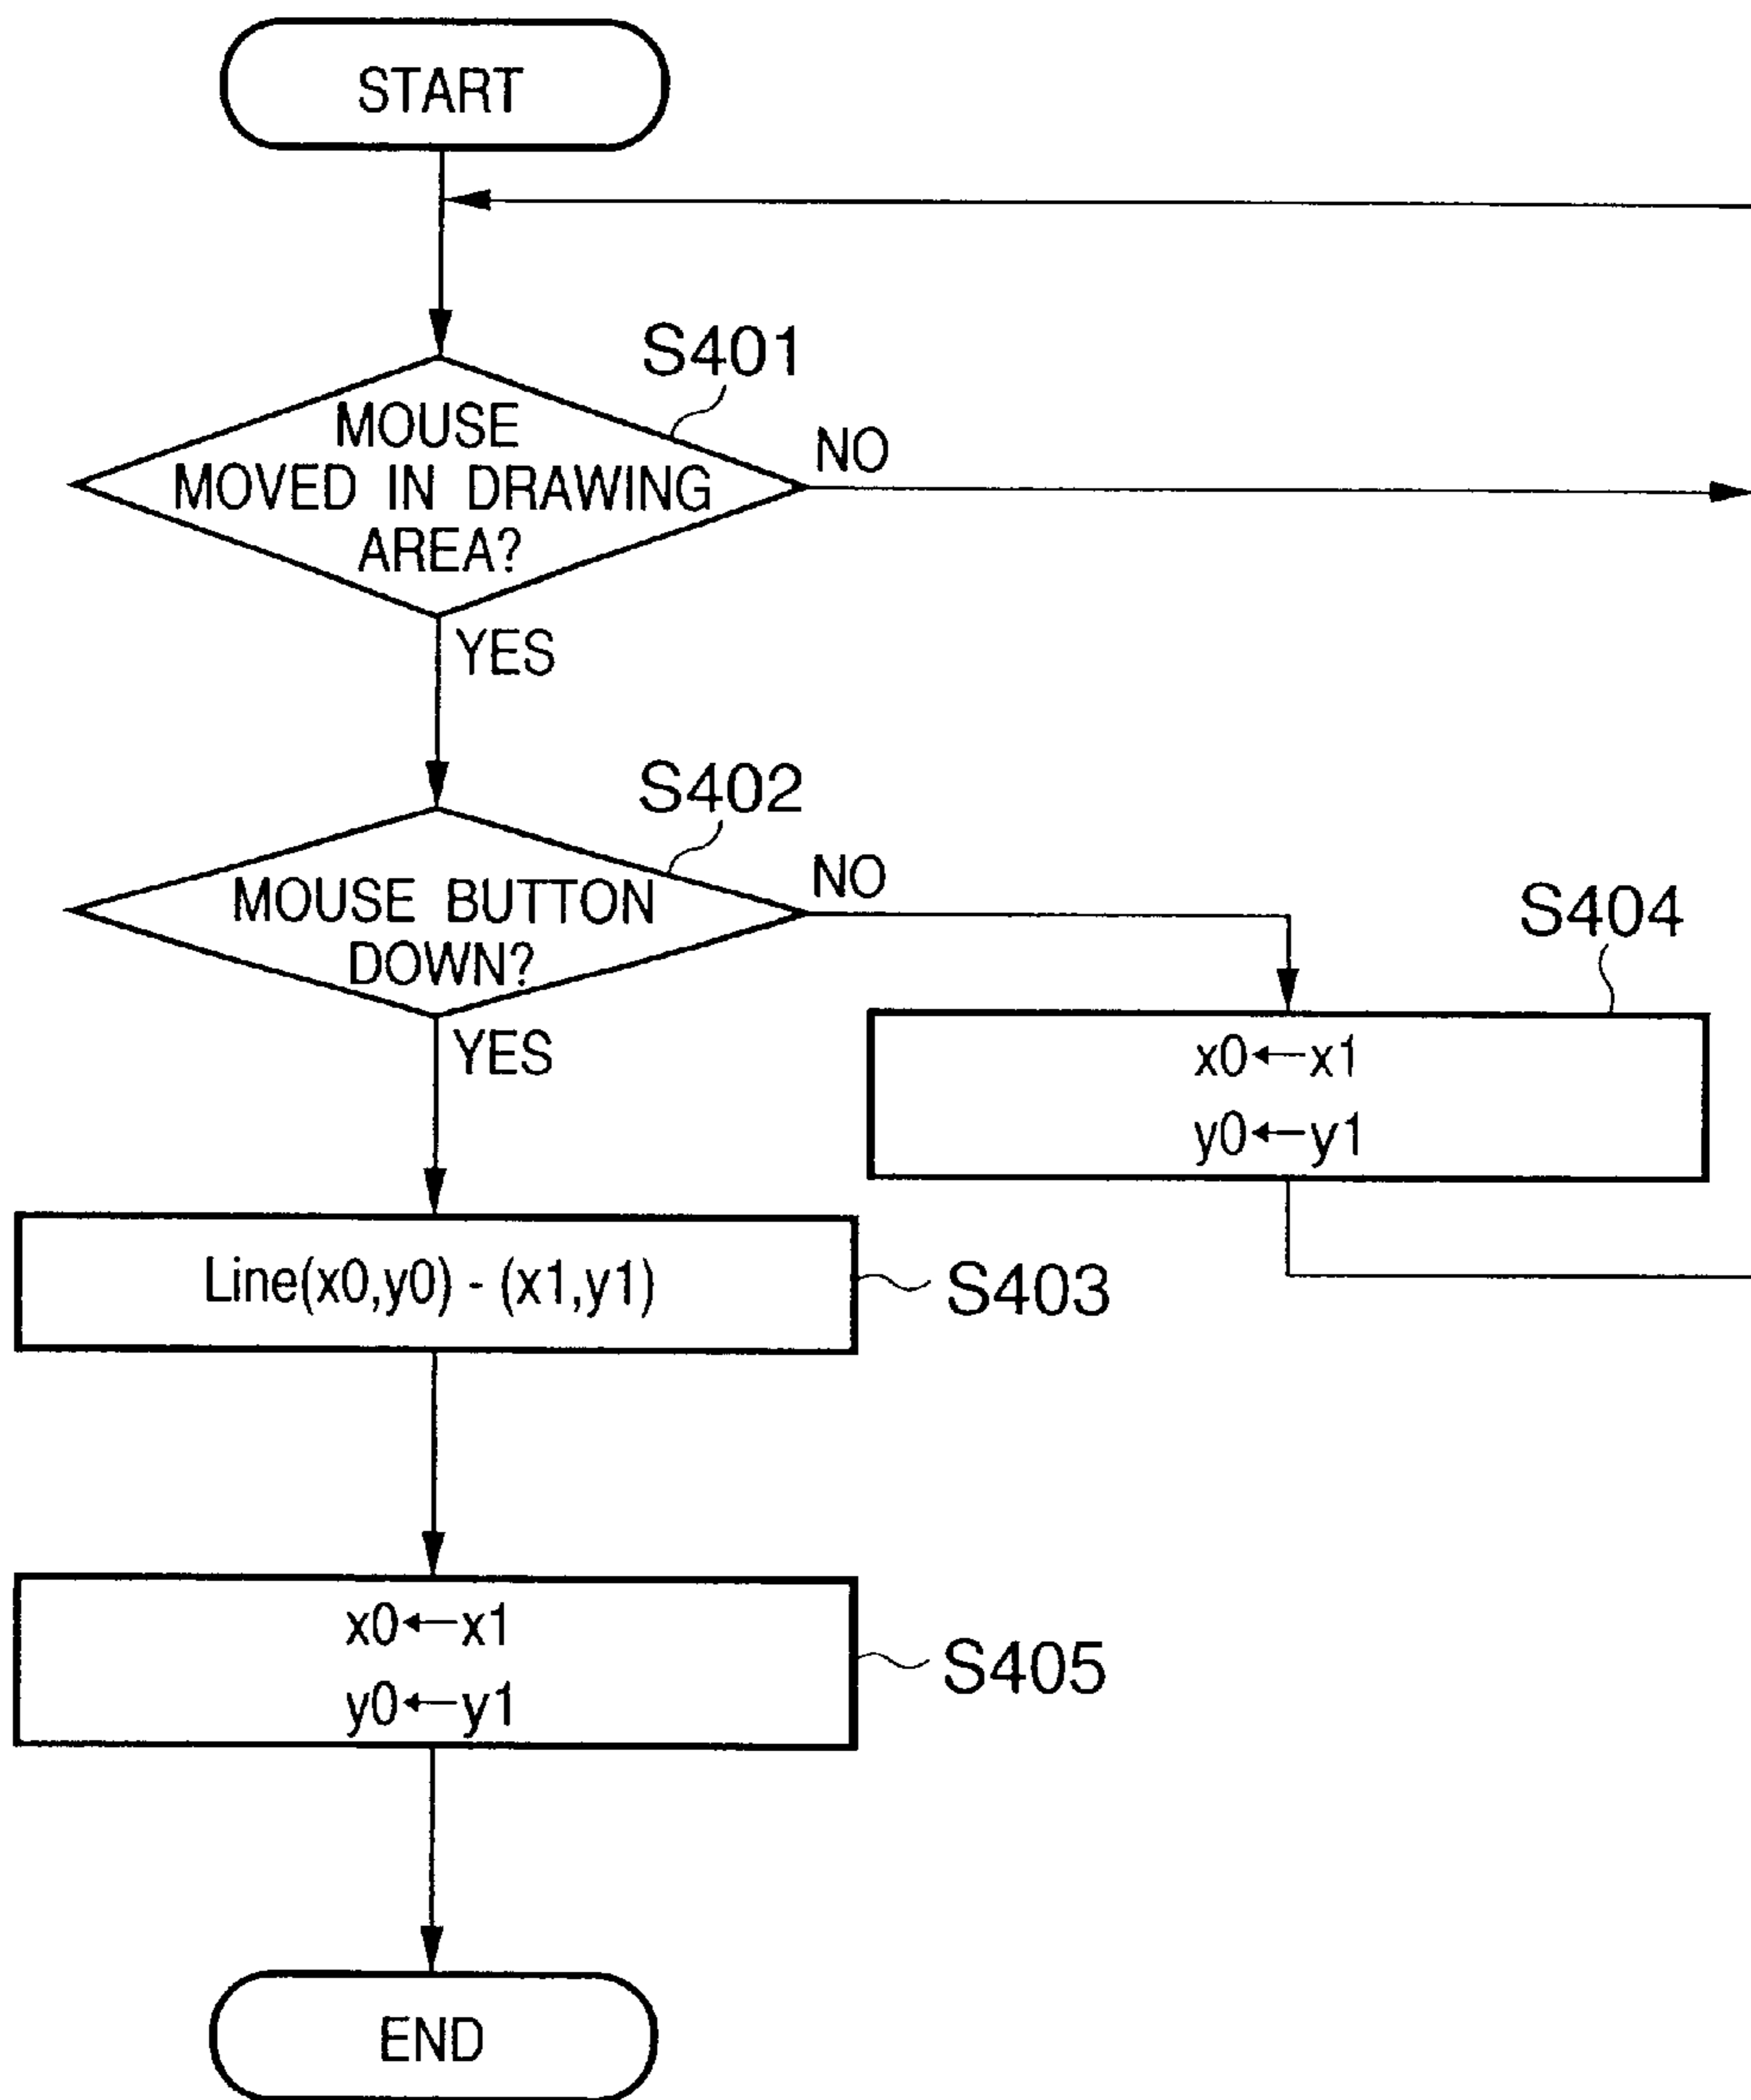 START
S401
MOUSE
MOVED IN DRAWING
AREA?
NO
YES
S402
MOUSE BUTTON
DOWN?
NO
YES
S404
x0←x1
y0←y1
Line(x0,y0) - (x1,y1)
S403
x0←x1
y0←y1
S405
END